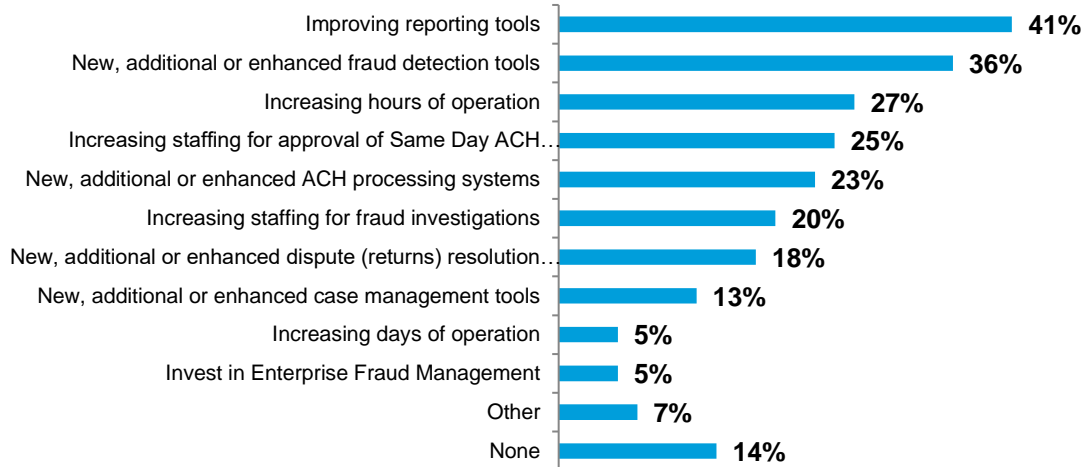 Improving reporting tools 41%
New, additional or enhanced fraud detection tools 36%
Increasing hours of operation 27%
Increasing staffing for approval of Same Day ACH… 25%
New, additional or enhanced ACH processing systems 23%
Increasing staffing for fraud investigations 20%
New, additional or enhanced dispute (returns) resolution… 18%
New, additional or enhanced case management tools 13%
Increasing days of operation 5%
Invest in Enterprise Fraud Management 5%
Other 7%
None 14%